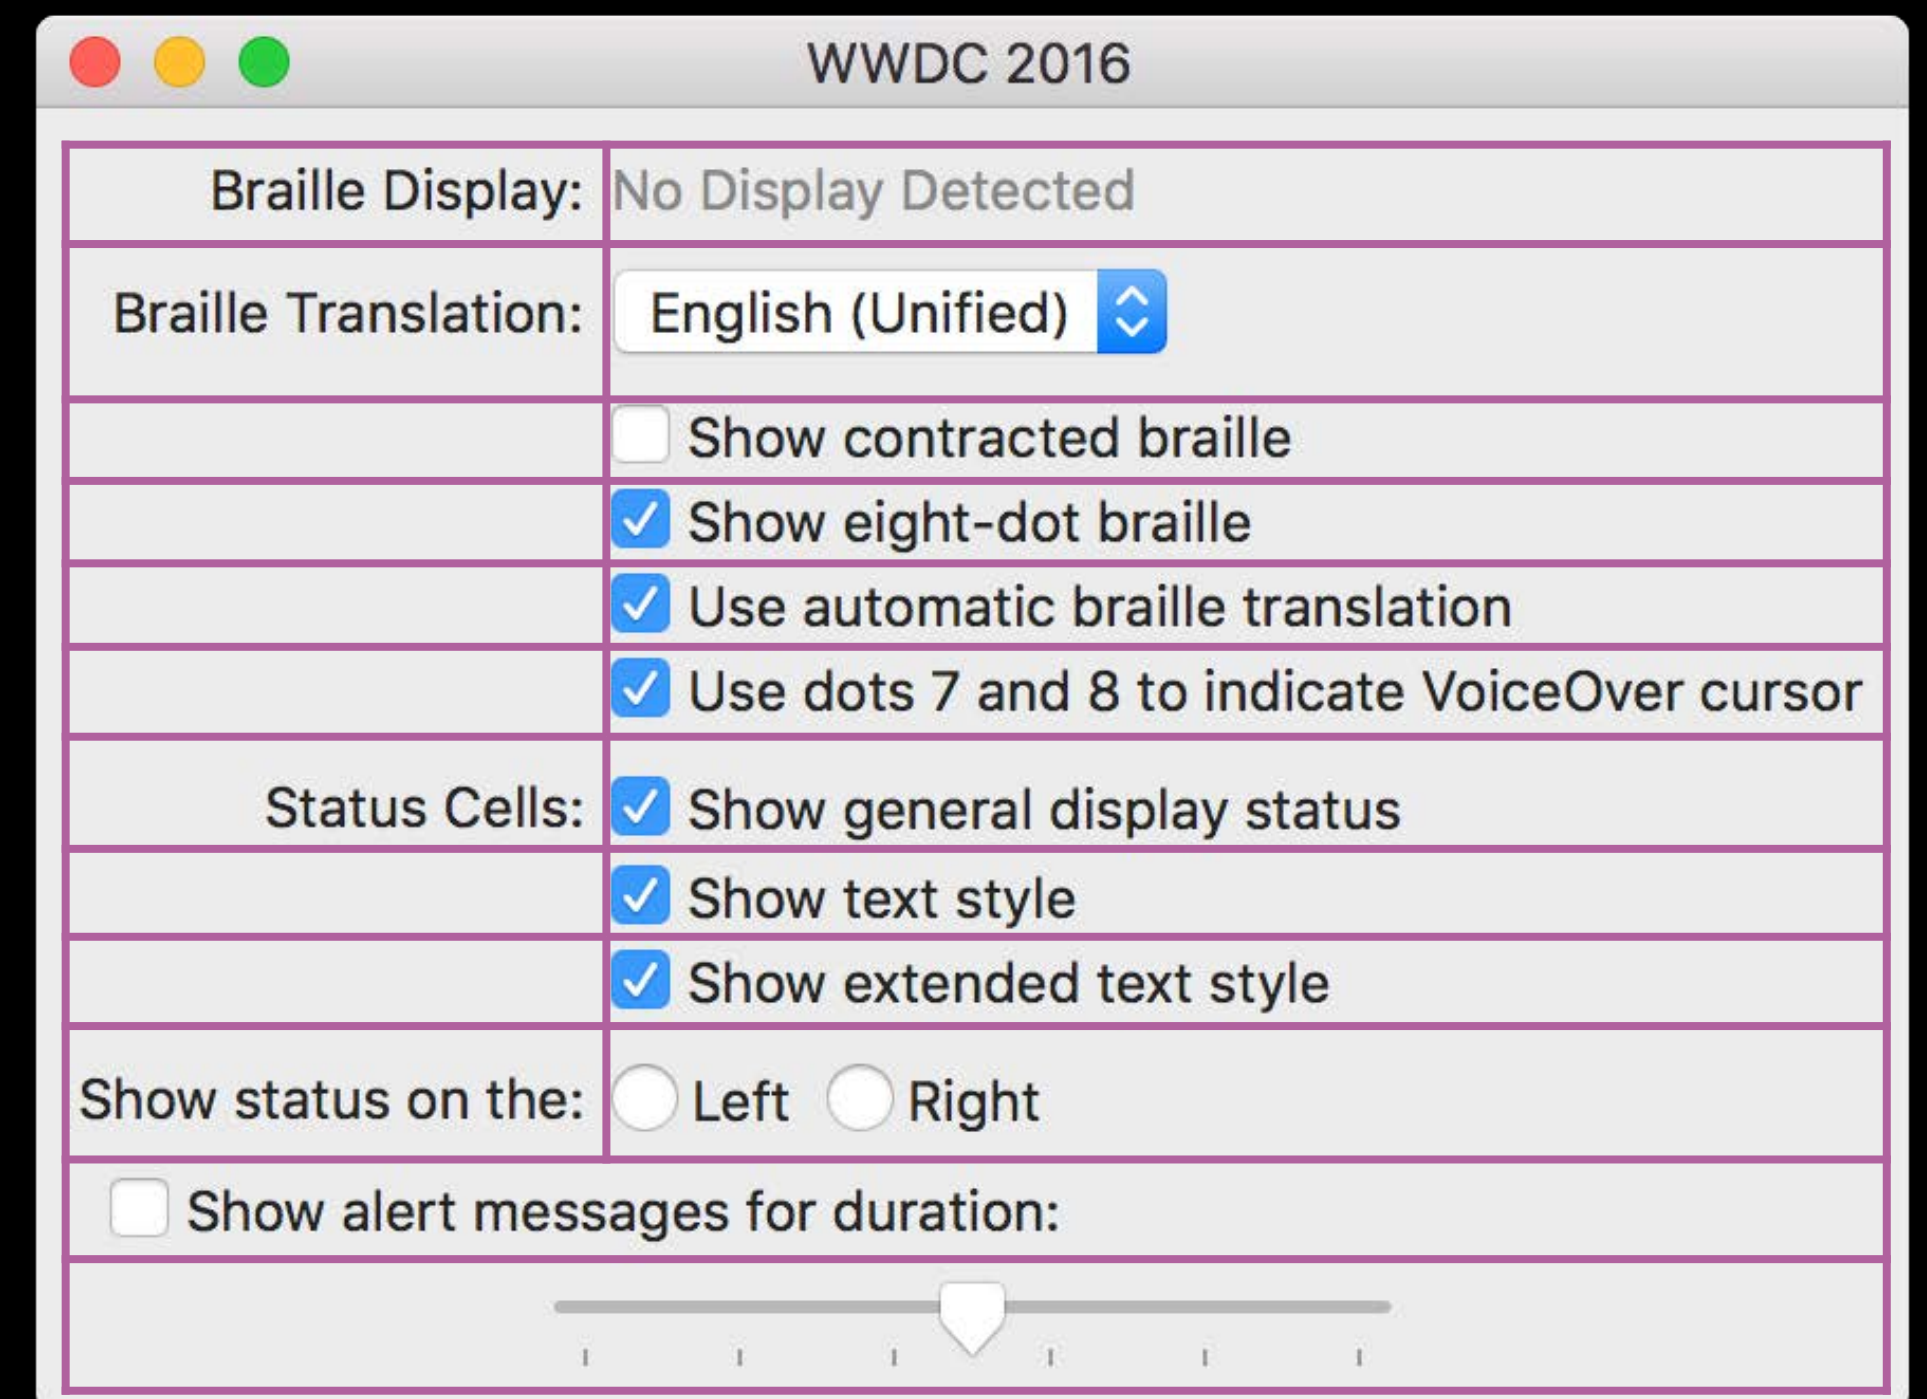 WWDC 2016
Braille Display: No Display Detected
Braille Translation: English (Unified)
Show contracted braille
Show eight-dot braille
Use automatic braille translation
Use dots 7 and 8 to indicate VoiceOver cursor
Status Cells: Show general display status
Show text style
Show extended text style
Show status on the: Left Right
Show alert messages for duration: